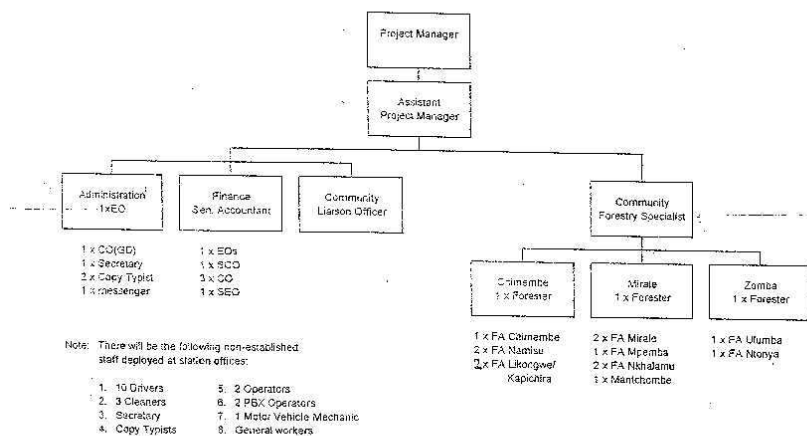 Project Manager
Assistant
Project Manager
Administration
1xEO
Finance
Sen. Accountant
Community
Liaison Officer
Community
Forestry Specialist
1 x CO(GD)
1 x Secretary
2 x Copy Typist
1 x messenger
1 x EOs
1 x SCO
3 x CO
1 x SEO
Chimembe
1 x Forester
Mirale
1 x Forester
Zomba
1 x Forester
1 x FA Chimembe
2 x FA Namisu
2 x FA Likongwe/
Kapichira
2 x FA Mirale
1 x FA Mpemba
2 x FA Nkhalamu
1 x Mantchombe
1 x FA Ufumba
1 x FA Ntonya
Note: There will be the following non-established
staff deployed at station offices:
1. 10 Drivers
2. 3 Cleaners
3. Secretary
4. Copy Typists
5. 2 Operators
6. 2 PBX Operators
7. 1 Motor Vehicle Mechanic
8. General workers